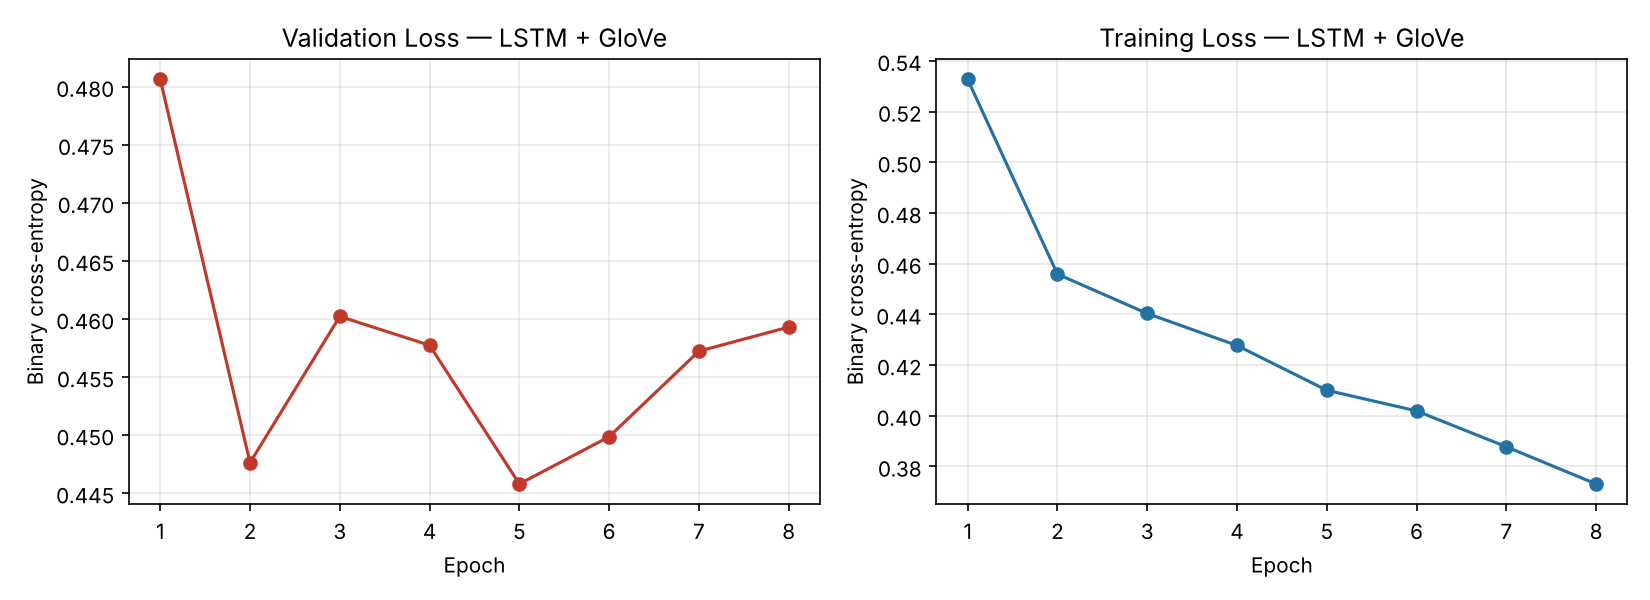 Validation Loss — LSTM + GloVe
Binary cross-entropy
0.480
0.475
0.470
0.465
0.460
0.455
0.450
0.445
1 2 3 4 5 6 7 8
Epoch
Training Loss — LSTM + GloVe
Binary cross-entropy
0.54
0.52
0.50
0.48
0.46
0.44
0.42
0.40
0.38
1 2 3 4 5 6 7 8
Epoch